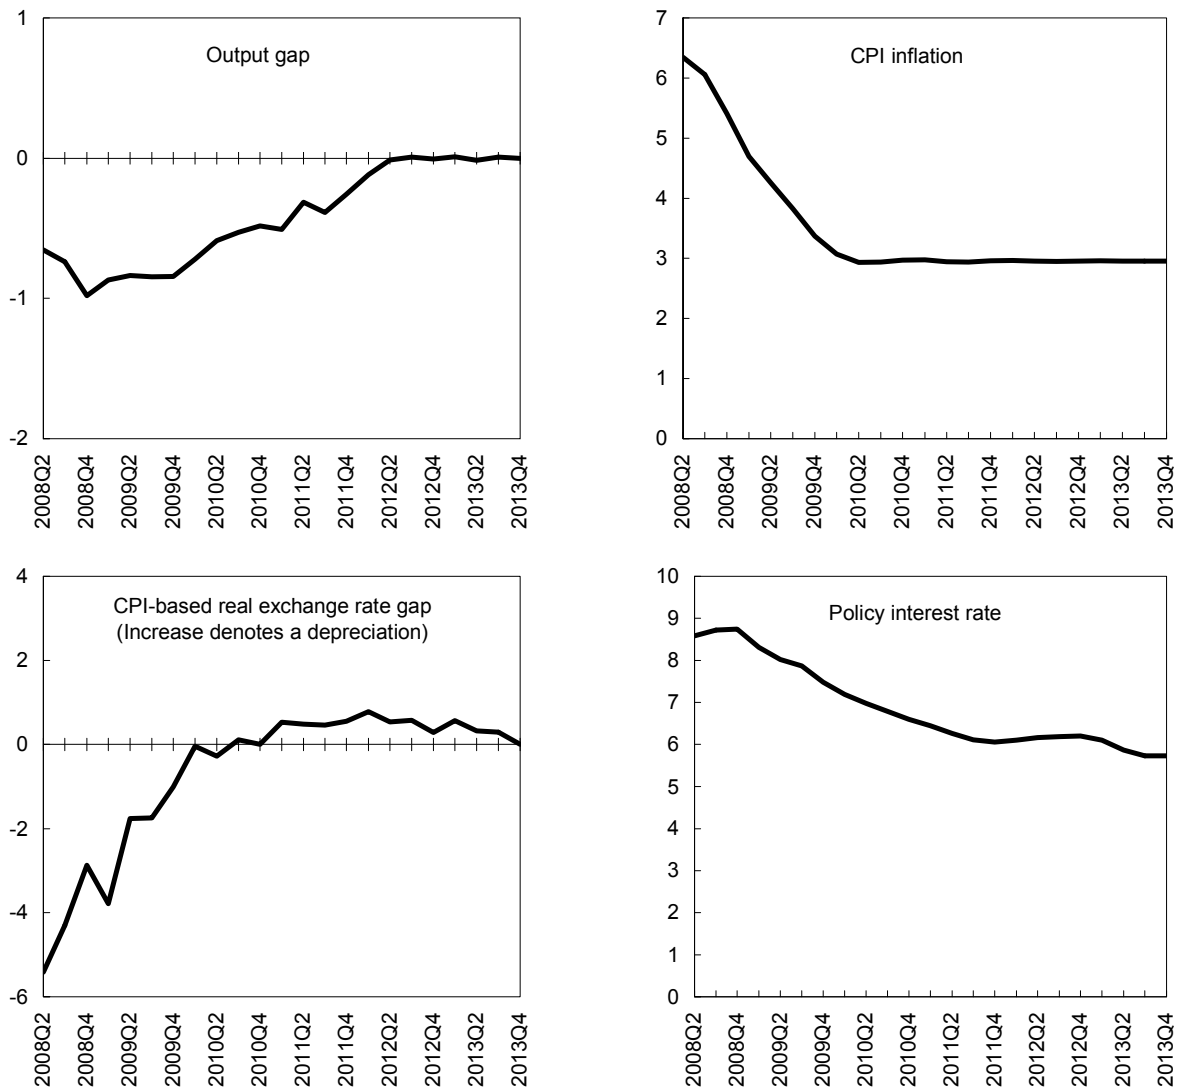 Output gap
1
0
-1
-2
2008Q2
2008Q4
2009Q2
2009Q4
2010Q2
2010Q4
2011Q2
2011Q4
2012Q2
2012Q4
2013Q2
2013Q4
CPI inflation
7
6
5
4
3
2
1
0
2008Q2
2008Q4
2009Q2
2009Q4
2010Q2
2010Q4
2011Q2
2011Q4
2012Q2
2012Q4
2013Q2
2013Q4
CPI-based real exchange rate gap
(Increase denotes a depreciation)
4
2
0
-2
-4
-6
2008Q2
2008Q4
2009Q2
2009Q4
2010Q2
2010Q4
2011Q2
2011Q4
2012Q2
2012Q4
2013Q2
2013Q4
Policy interest rate
10
9
8
7
6
5
4
3
2
1
0
2008Q2
2008Q4
2009Q2
2009Q4
2010Q2
2010Q4
2011Q2
2011Q4
2012Q2
2012Q4
2013Q2
2013Q4